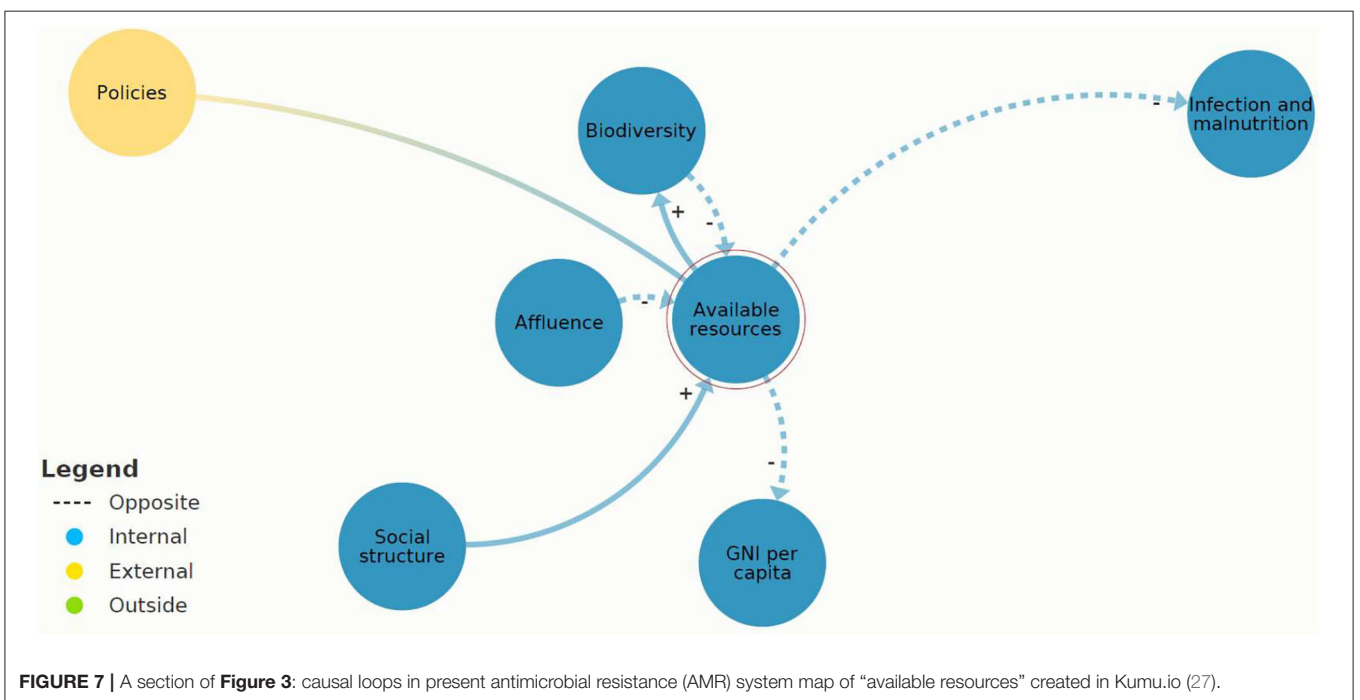 Policies
Biodiversity
Infection and
malnutrition
-
+
-
Affluence
-
Available
resources
+
-
Social
structure
GNI per
capita
Legend
---- Opposite
Internal
External
Outside
FIGURE 7 | A section of Figure 3: causal loops in present antimicrobial resistance (AMR) system map of “available resources” created in Kumu.io (27).